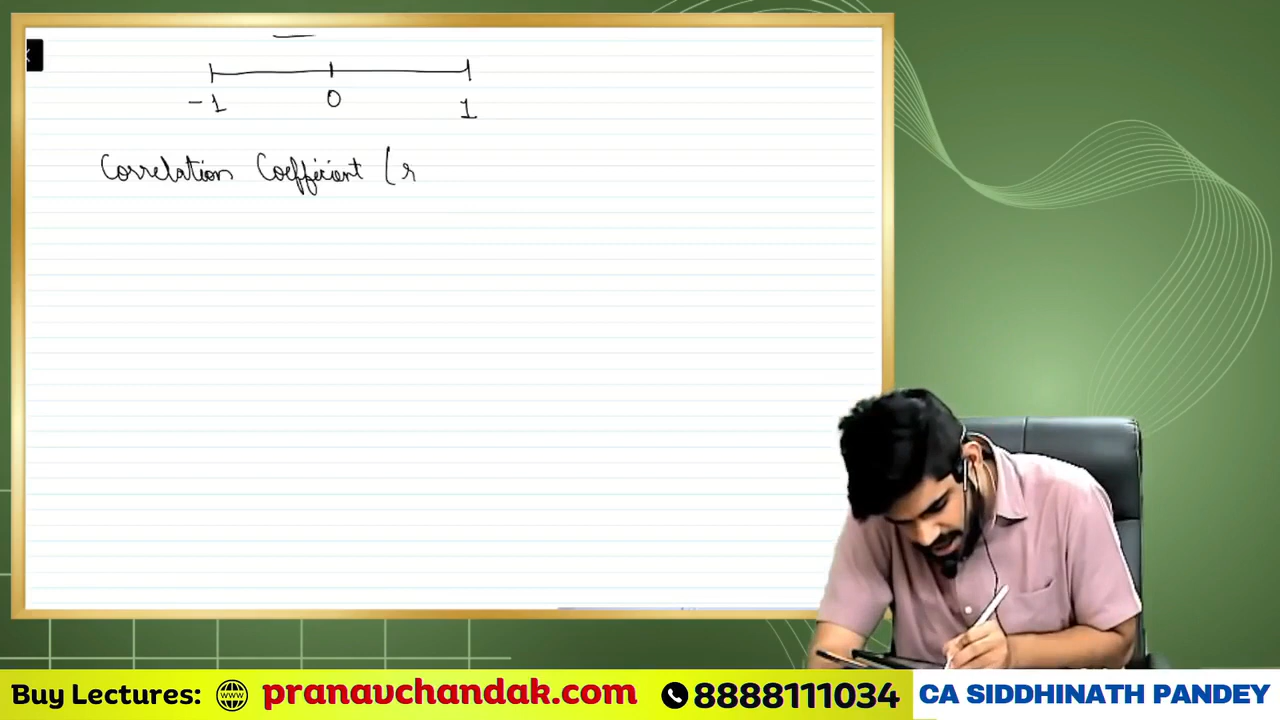 -1 0 1
Correlation Coefficient (r
Buy Lectures: pranavchandak.com 8888111034 CA SIDDHINATH PANDEY